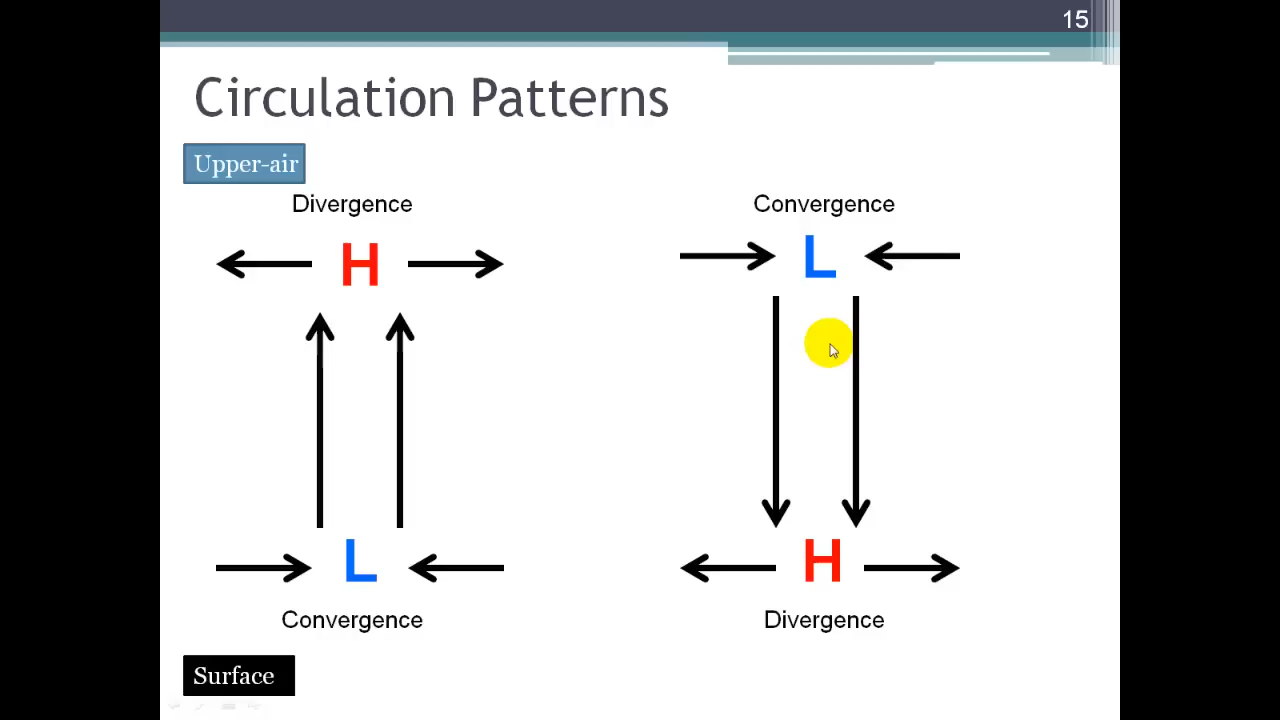 15
Circulation Patterns
Upper-air
Divergence
Convergence
H
L
L
H
Convergence
Divergence
Surface